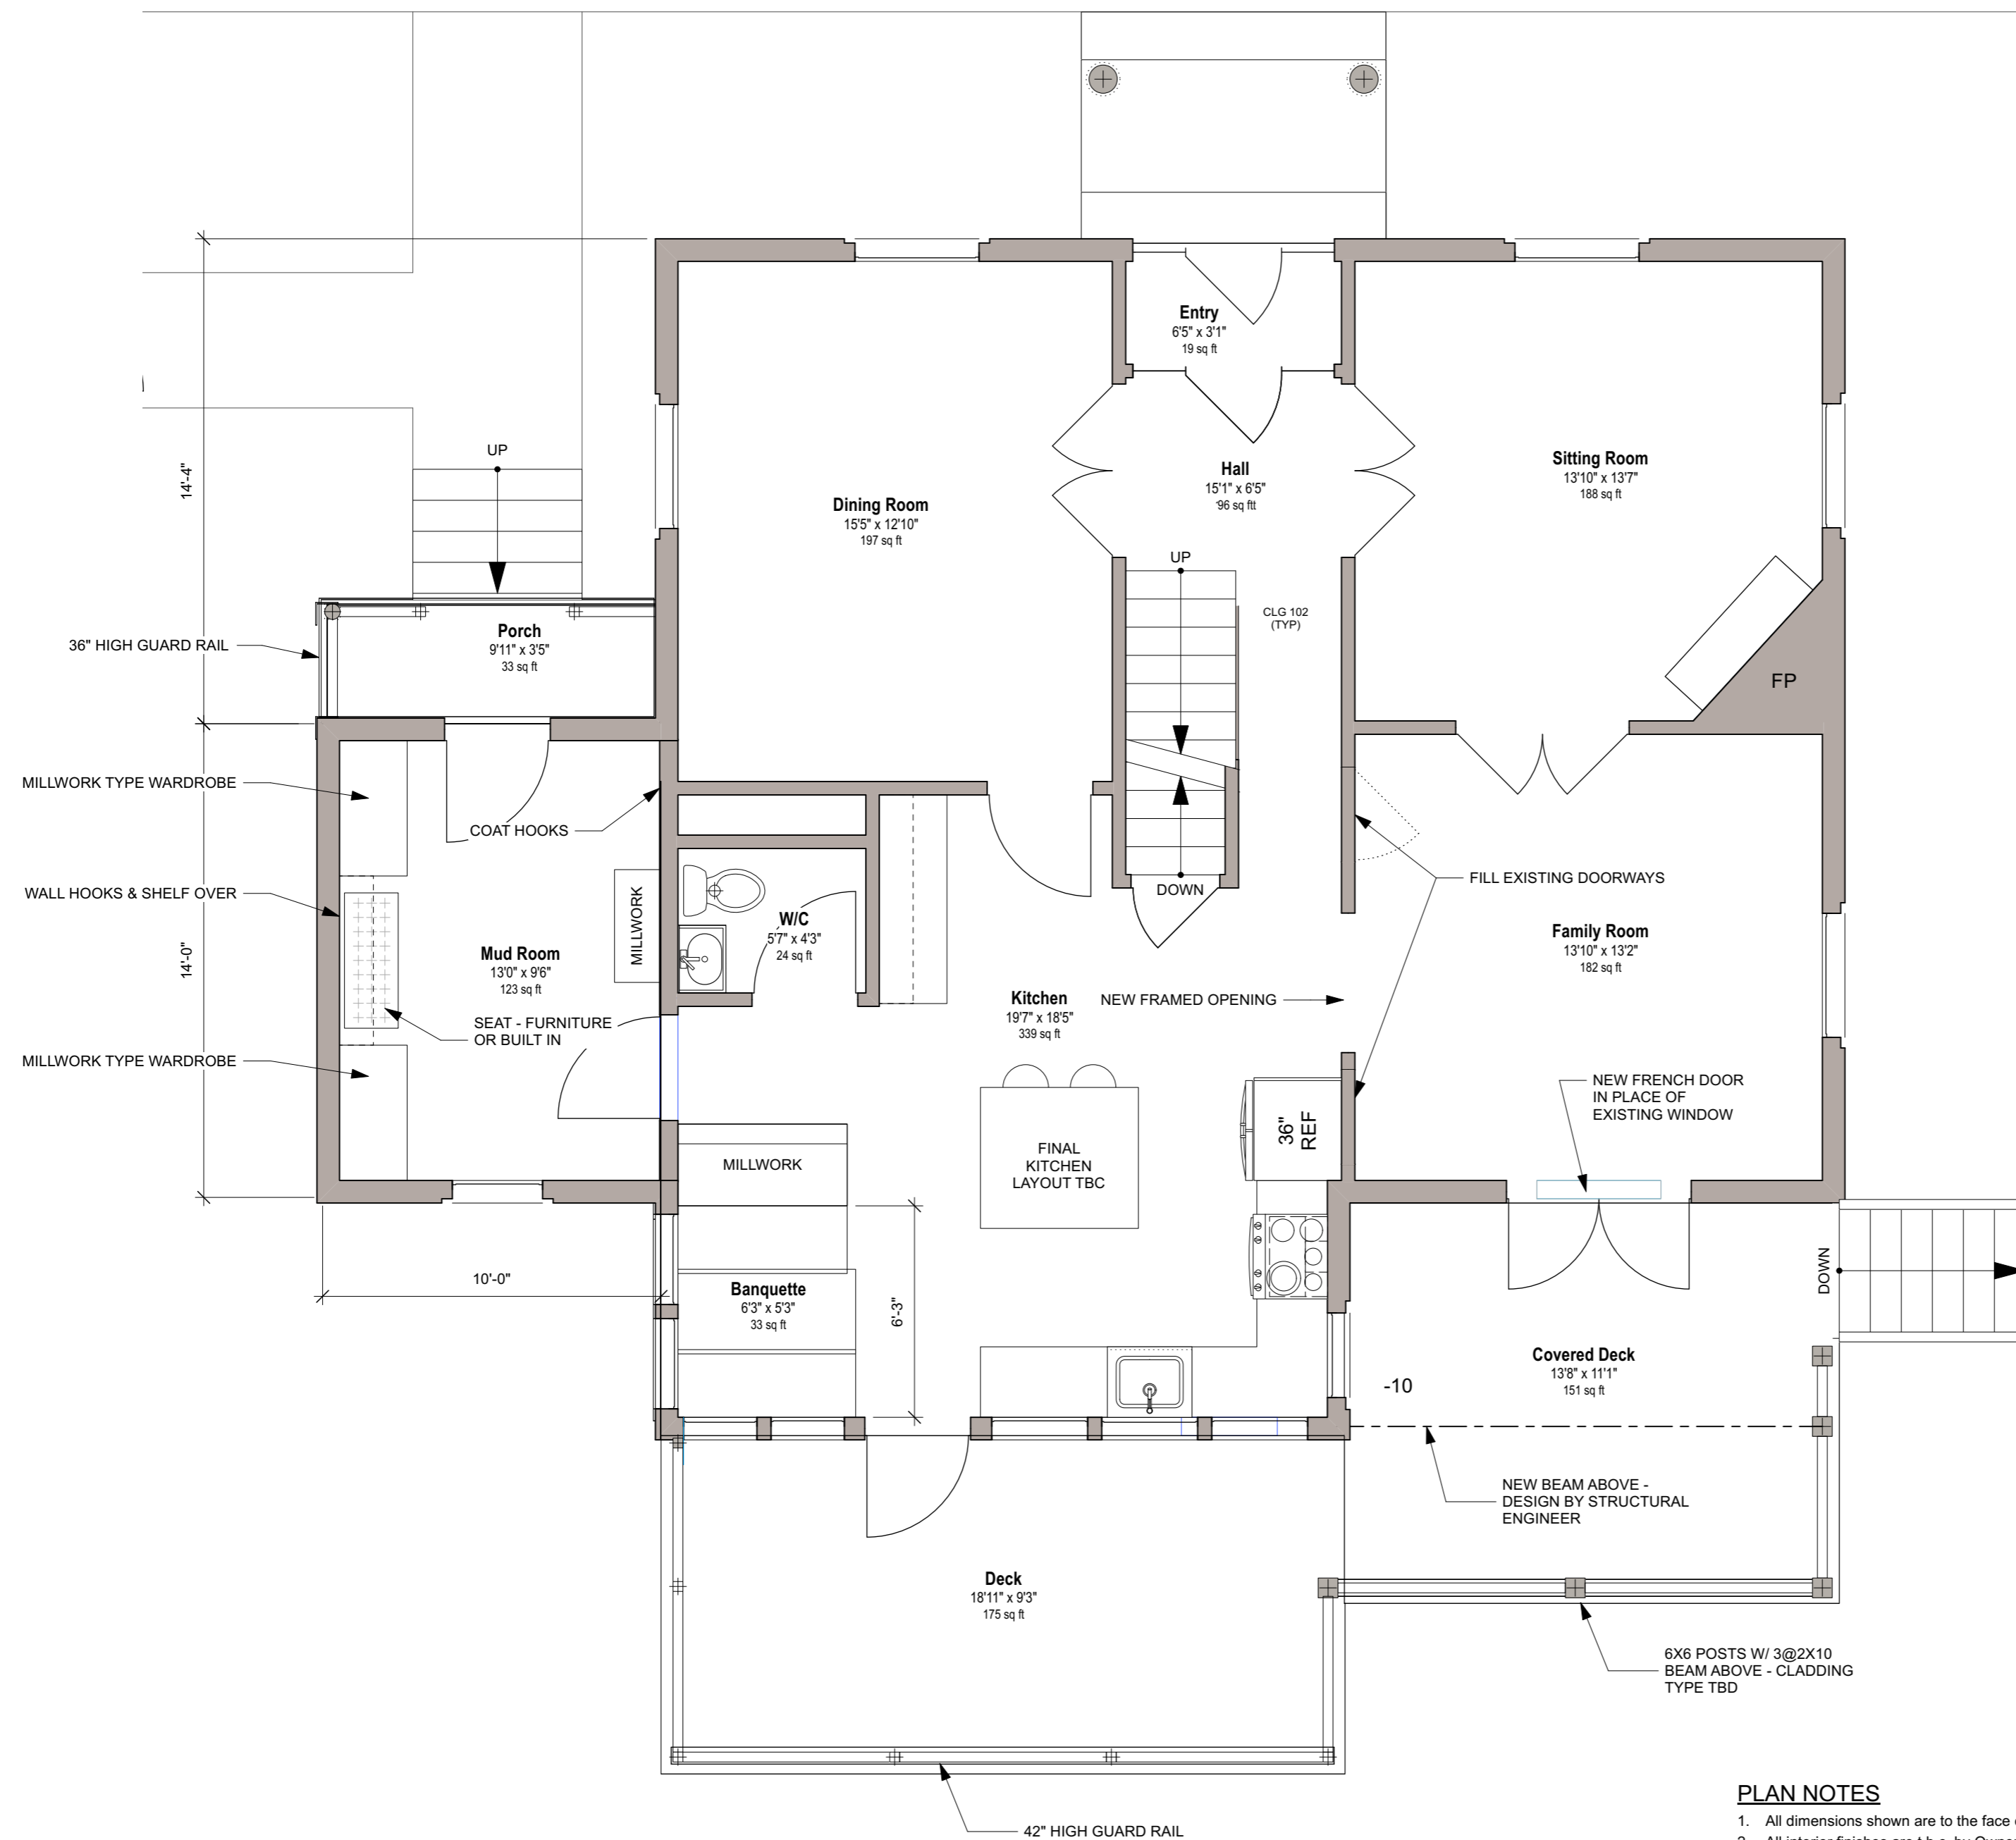 Entry
6'5" x 3'1"
19 sq ft
14'-4"
UP
Dining Room
15'5" x 12'10"
197 sq ft
Hall
15'1" x 6'5"
96 sq ftt
Sitting Room
13'10" x 13'7"
188 sq ft
UP
CLG 102
(TYP)
Porch
9'11" x 3'5"
33 sq ft
36" HIGH GUARD RAIL
FP
MILLWORK TYPE WARDROBE
COAT HOOKS
WALL HOOKS & SHELF OVER
MILLWORK
W/C
5'7" x 4'3"
24 sq ft
DOWN
FILL EXISTING DOORWAYS
14'-0"
Mud Room
13'0" x 9'6"
123 sq ft
Family Room
13'10" x 13'2"
182 sq ft
SEAT - FURNITURE
OR BUILT IN
Kitchen
19'7" x 18'5"
339 sq ft
NEW FRAMED OPENING
MILLWORK TYPE WARDROBE
NEW FRENCH DOOR
IN PLACE OF
EXISTING WINDOW
36"
REF
MILLWORK
FINAL
KITCHEN
LAYOUT TBC
10'-0"
Banquette
6'3" x 5'3"
33 sq ft
6'-3"
DOWN
Covered Deck
13'8" x 11'1"
151 sq ft
-10
NEW BEAM ABOVE -
DESIGN BY STRUCTURAL
ENGINEER
Deck
18'11" x 9'3"
175 sq ft
6X6 POSTS W/ 3@2X10
BEAM ABOVE - CLADDING
TYPE TBD
42" HIGH GUARD RAIL
PLAN NOTES
1. All dimensions shown are to the face